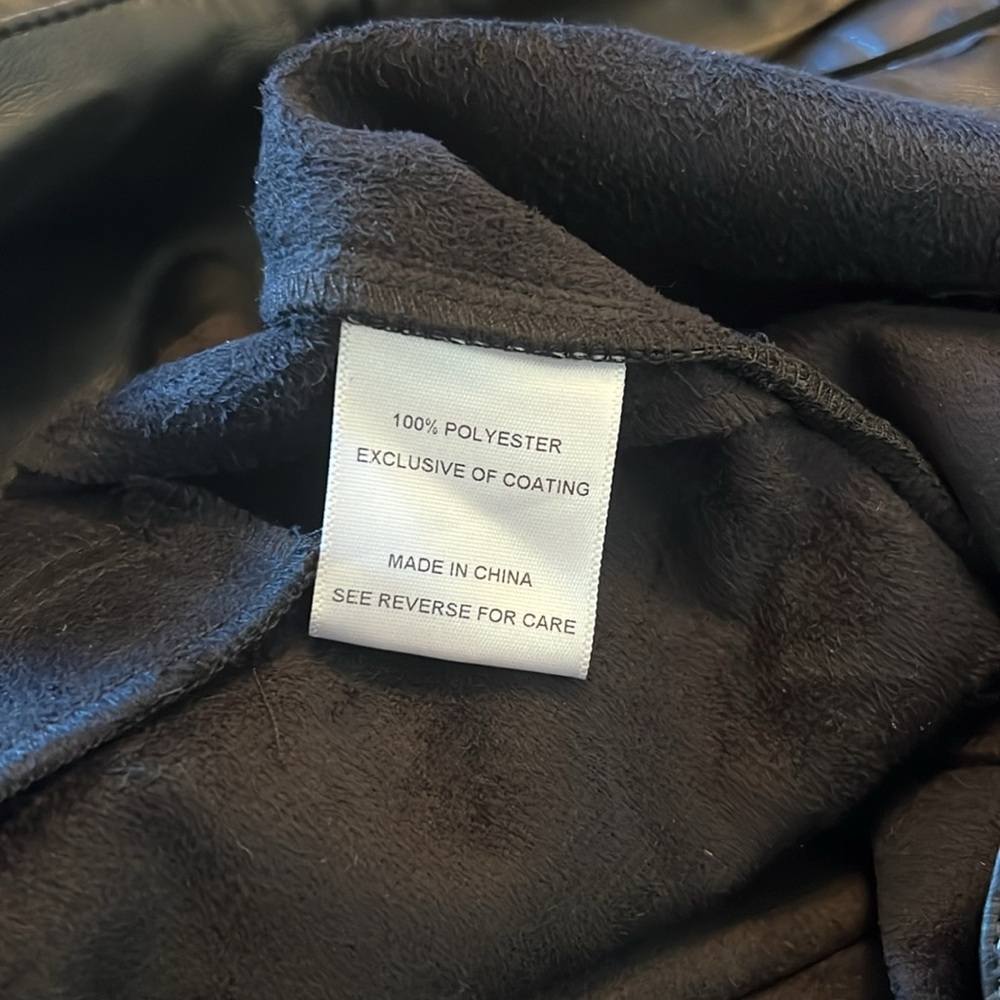 100% POLYESTER
EXCLUSIVE OF COATING
MADE IN CHINA
SEE REVERSE FOR CARE